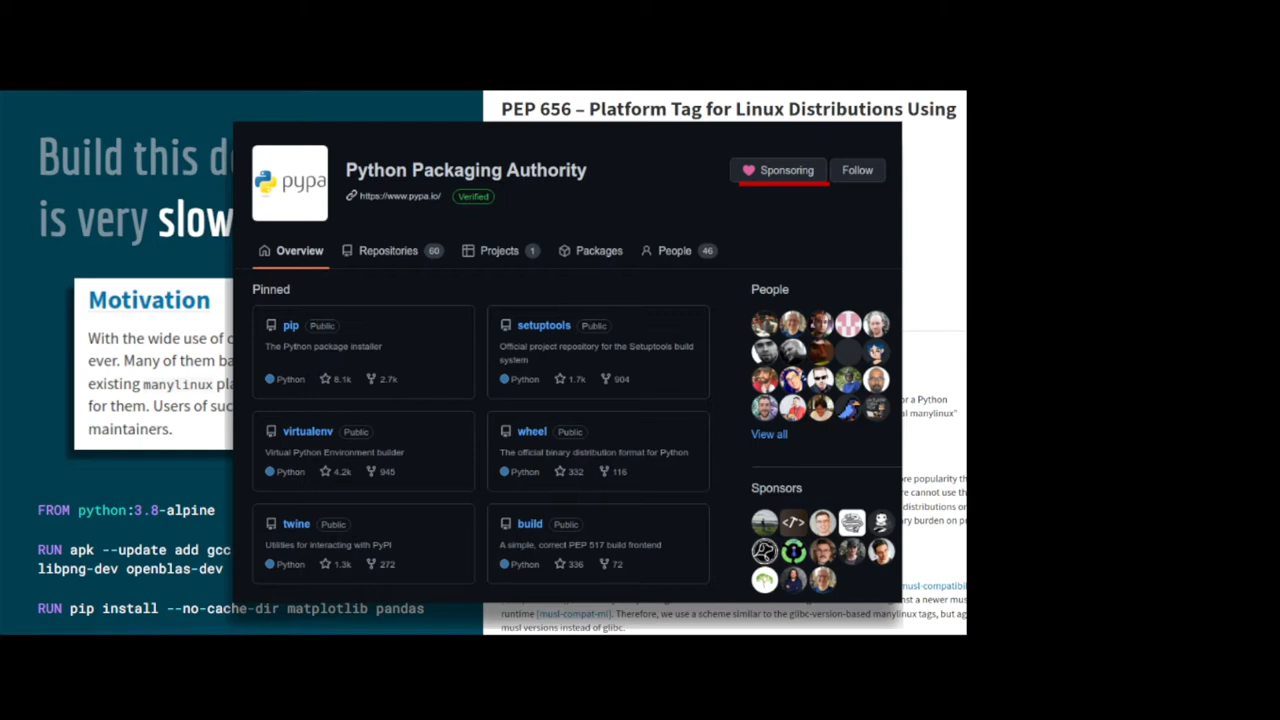 Build this d
is very slow
Motivation
With the wide use of
ever. Many of them ba
existing manylinux pl
for them. Users of suc
maintainers.
FROM python:3.8-alpine
RUN apk --update add gcc
libpng-dev openblas-dev
RUN pip install --no-cache-dir matplotlib pandas
PEP 656 – Platform Tag for Linux Distributions Using
pypa
Python Packaging Authority
https://www.pypa.io/ Verified
Sponsoring Follow
Overview Repositories 60 Projects 1 Packages People 46
Pinned
pip Public
The Python package installer
Python 8.1k 2.7k
setuptools Public
Official project repository for the Setuptools build
system
Python 1.7k 904
virtualenv Public
Virtual Python Environment builder
Python 4.2k 945
wheel Public
The official binary distribution format for Python
Python 332 116
twine Public
Utilities for interacting with PyPI
Python 1.3k 272
build Public
A simple, correct PEP 517 build frontend
Python 336 72
People
View all
Sponsors
or a Python
al manylinux"
re popularity th
re cannot use th
distributions or
ary burden on p
musl-compatibil
st a newer mus
runtime [musl-compat-ml]. Therefore, we use a scheme similar to the glibc-version-based manylinux tags, but ag
musl versions instead of glibc.